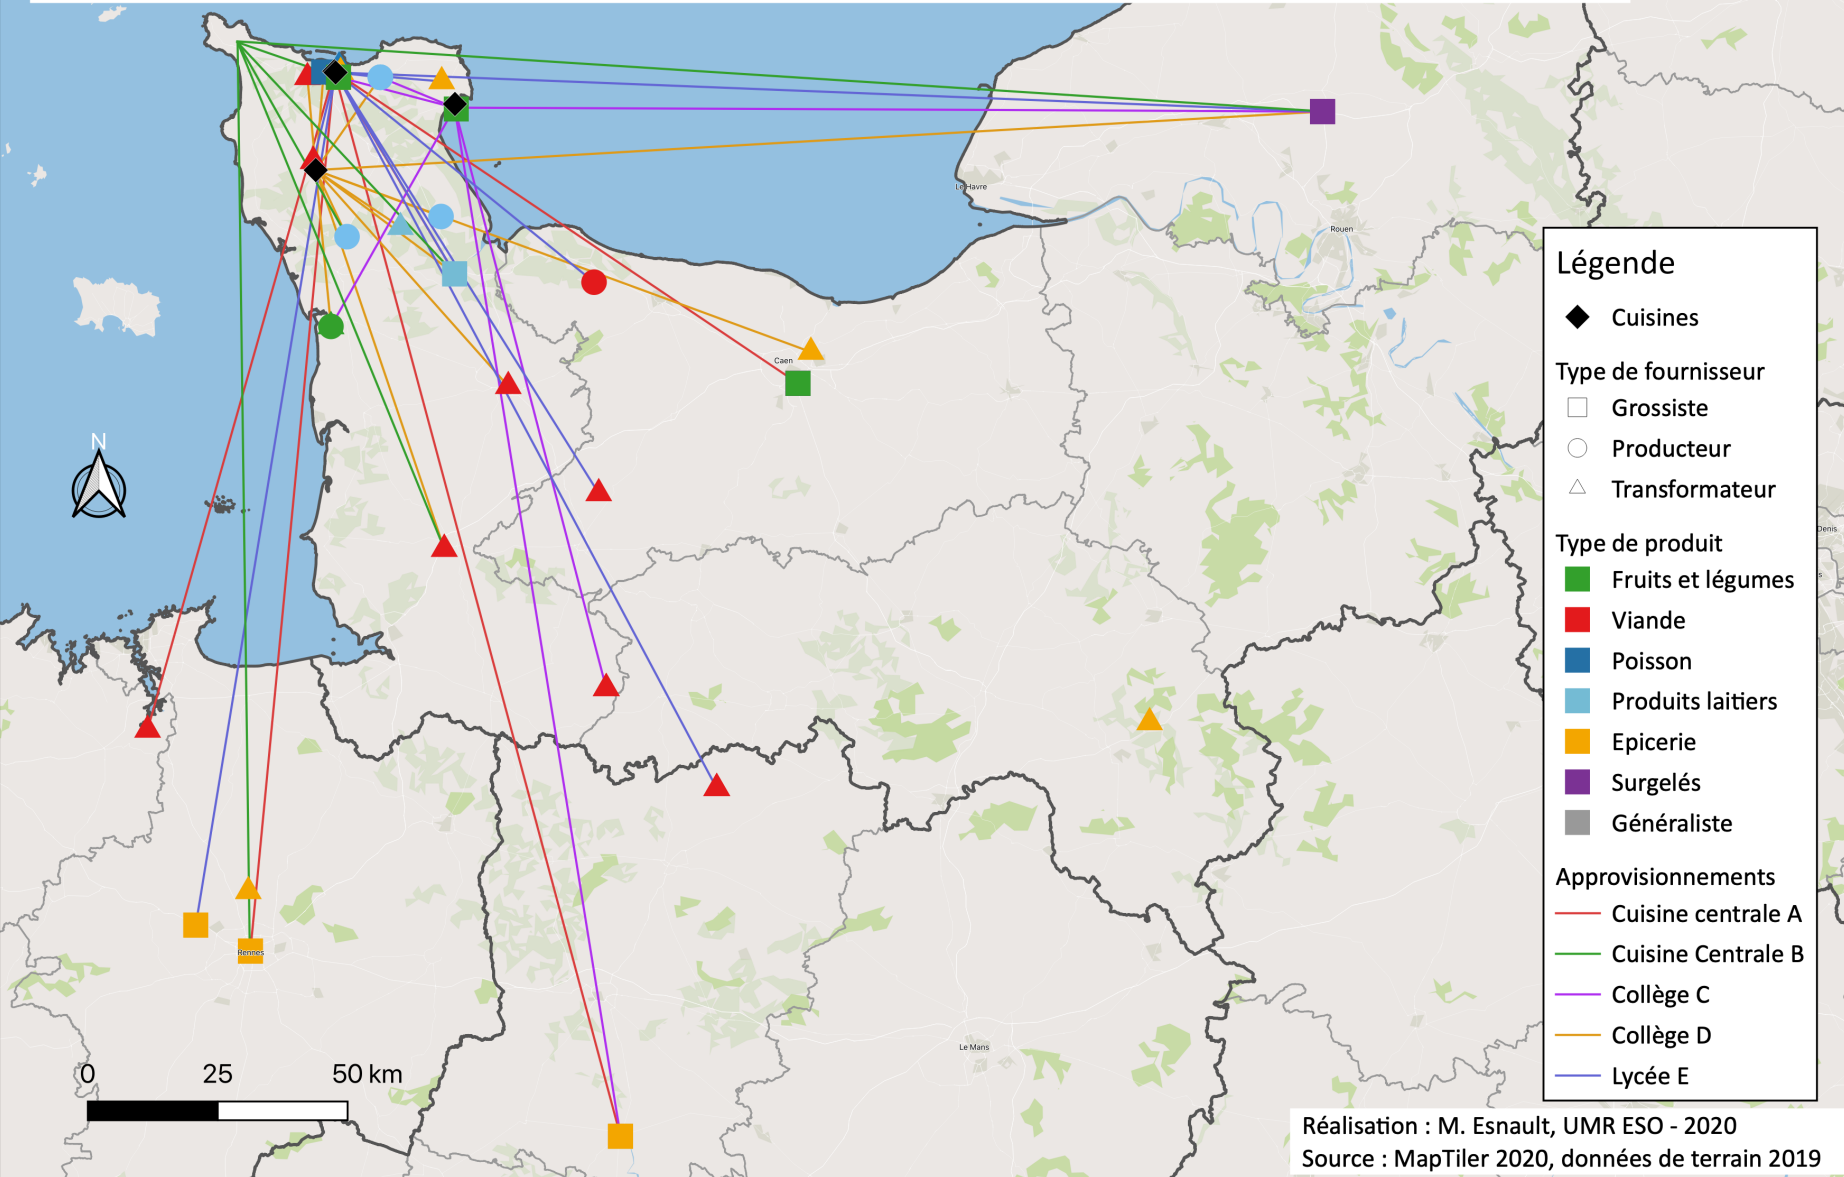 Le Havre
Rouen
Caen
N
Rennes
Le Mans
Denis
0 25 50 km
Légende
Cuisines
Type de fournisseur
Grossiste
Producteur
Transformateur
Type de produit
Fruits et légumes
Viande
Poisson
Produits laitiers
Epicerie
Surgelés
Généraliste
Approvisionnements
Cuisine centrale A
Cuisine Centrale B
Collège C
Collège D
Lycée E
Réalisation : M. Esnault, UMR ESO - 2020
Source : MapTiler 2020, données de terrain 2019